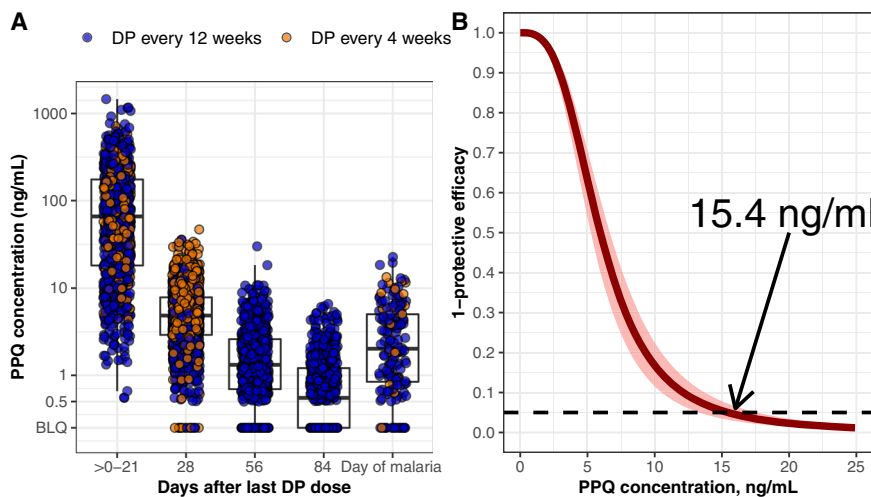 A
DP every 12 weeks
DP every 4 weeks
PPQ concentration (ng/mL)
1000
100
10
1
0.5
BLQ
>0−21
28
56
84
Day of malaria
Days after last DP dose
B
1−protective efficacy
1.0
0.9
0.8
0.7
0.6
0.5
0.4
0.3
0.2
0.1
0.0
15.4 ng/ml
0
5
10
15
20
25
PPQ concentration, ng/mL